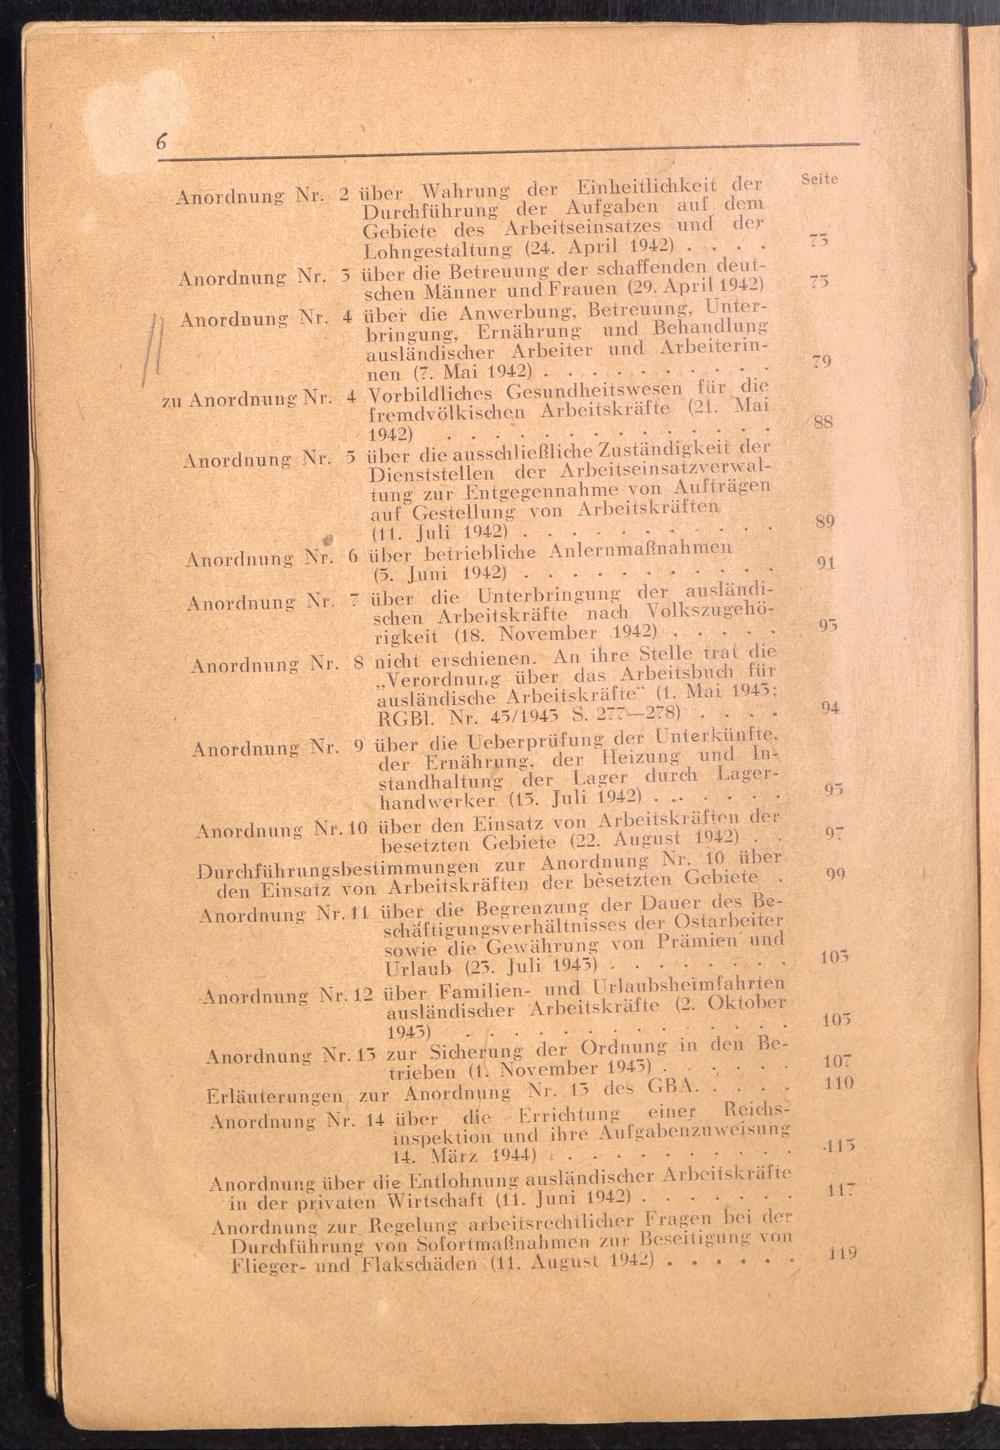 6
Seite
Anordnung Nr. 2 über Wahrung der Einheitlichkeit der
Durchführung der Aufgaben auf dem
Gebiete des Arbeitseinsatzes und der
Lohngestaltung (24. April 1942) . . . . 73
Anordnung Nr. 3 über die Betreuung der schaffenden deut-
schen Männer und Frauen (29. April 1942) 75
Anordnung Nr. 4 über die Anwerbung, Betreuung, Unter-
bringung, Ernährung und Behandlung
ausländischer Arbeiter und Arbeiterin-
nen (7. Mai 1942) . . . . . . . . . . 79
zu Anordnung Nr. 4 Vorbildliches Gesundheitswesen für die
fremdvölkischen Arbeitskräfte (21. Mai
1942) . . . . . . . . . . . . . . 88
Anordnung Nr. 5 über die ausschließliche Zuständigkeit der
Dienststellen der Arbeitseinsatzverwal-
tung zur Entgegennahme von Aufträgen
auf Gestellung von Arbeitskräften
(11. Juli 1942) . . . . . . . . . . . 89
Anordnung Nr. 6 über betriebliche Anlernmaßnahmen
(5. Juni 1942) . . . . . . . . . . . 91
Anordnung Nr. 7 über die Unterbringung der ausländi-
schen Arbeitskräfte nach Volkszugehö-
rigkeit (18. November 1942) . . . . . 93
Anordnung Nr. 8 nicht erschienen. An ihre Stelle trat die
„Verordnung über das Arbeitsbuch für
ausländische Arbeitskräfte“ (1. Mai 1943;
RGBl. Nr. 43/1943 S. 277—278) . . . . 94
Anordnung Nr. 9 über die Ueberprüfung der Unterkünfte,
der Ernährung, der Heizung und In-
standhaltung der Lager durch Lager-
handwerker (15. Juli 1942) . . . . . . . 95
Anordnung Nr. 10 über den Einsatz von Arbeitskräften der
besetzten Gebiete (22. August 1942) . . 97
Durchführungsbestimmungen zur Anordnung Nr. 10 über
den Einsatz von Arbeitskräften der besetzten Gebiete . 99
Anordnung Nr. 11 über die Begrenzung der Dauer des Be-
schäftigungsverhältnisses der Ostarbeiter
sowie die Gewährung von Prämien und
Urlaub (23. Juli 1943) . . . . . . . . 103
Anordnung Nr. 12 über Familien- und Urlaubsheimfahrten
ausländischer Arbeitskräfte (2. Oktober
1943) . . . . . . . . . . . . . . 105
Anordnung Nr. 13 zur Sicherung der Ordnung in den Be-
trieben (1. November 1943) . . . . . . 107
Erläuterungen zur Anordnung Nr. 13 des GBA. . . . . 110
Anordnung Nr. 14 über die Errichtung einer Reichs-
inspektion und ihre Aufgabenzuweisung
14. März 1944) . . . . . . . . . . 115
Anordnung über die Entlohnung ausländischer Arbeitskräfte
in der privaten Wirtschaft (11. Juni 1942) . . . . . . . 117
Anordnung zur Regelung arbeitsrechtlicher Fragen bei der
Durchführung von Sofortmaßnahmen zur Beseitigung von
Flieger- und Flakschäden (11. August 1942) . . . . . . 119